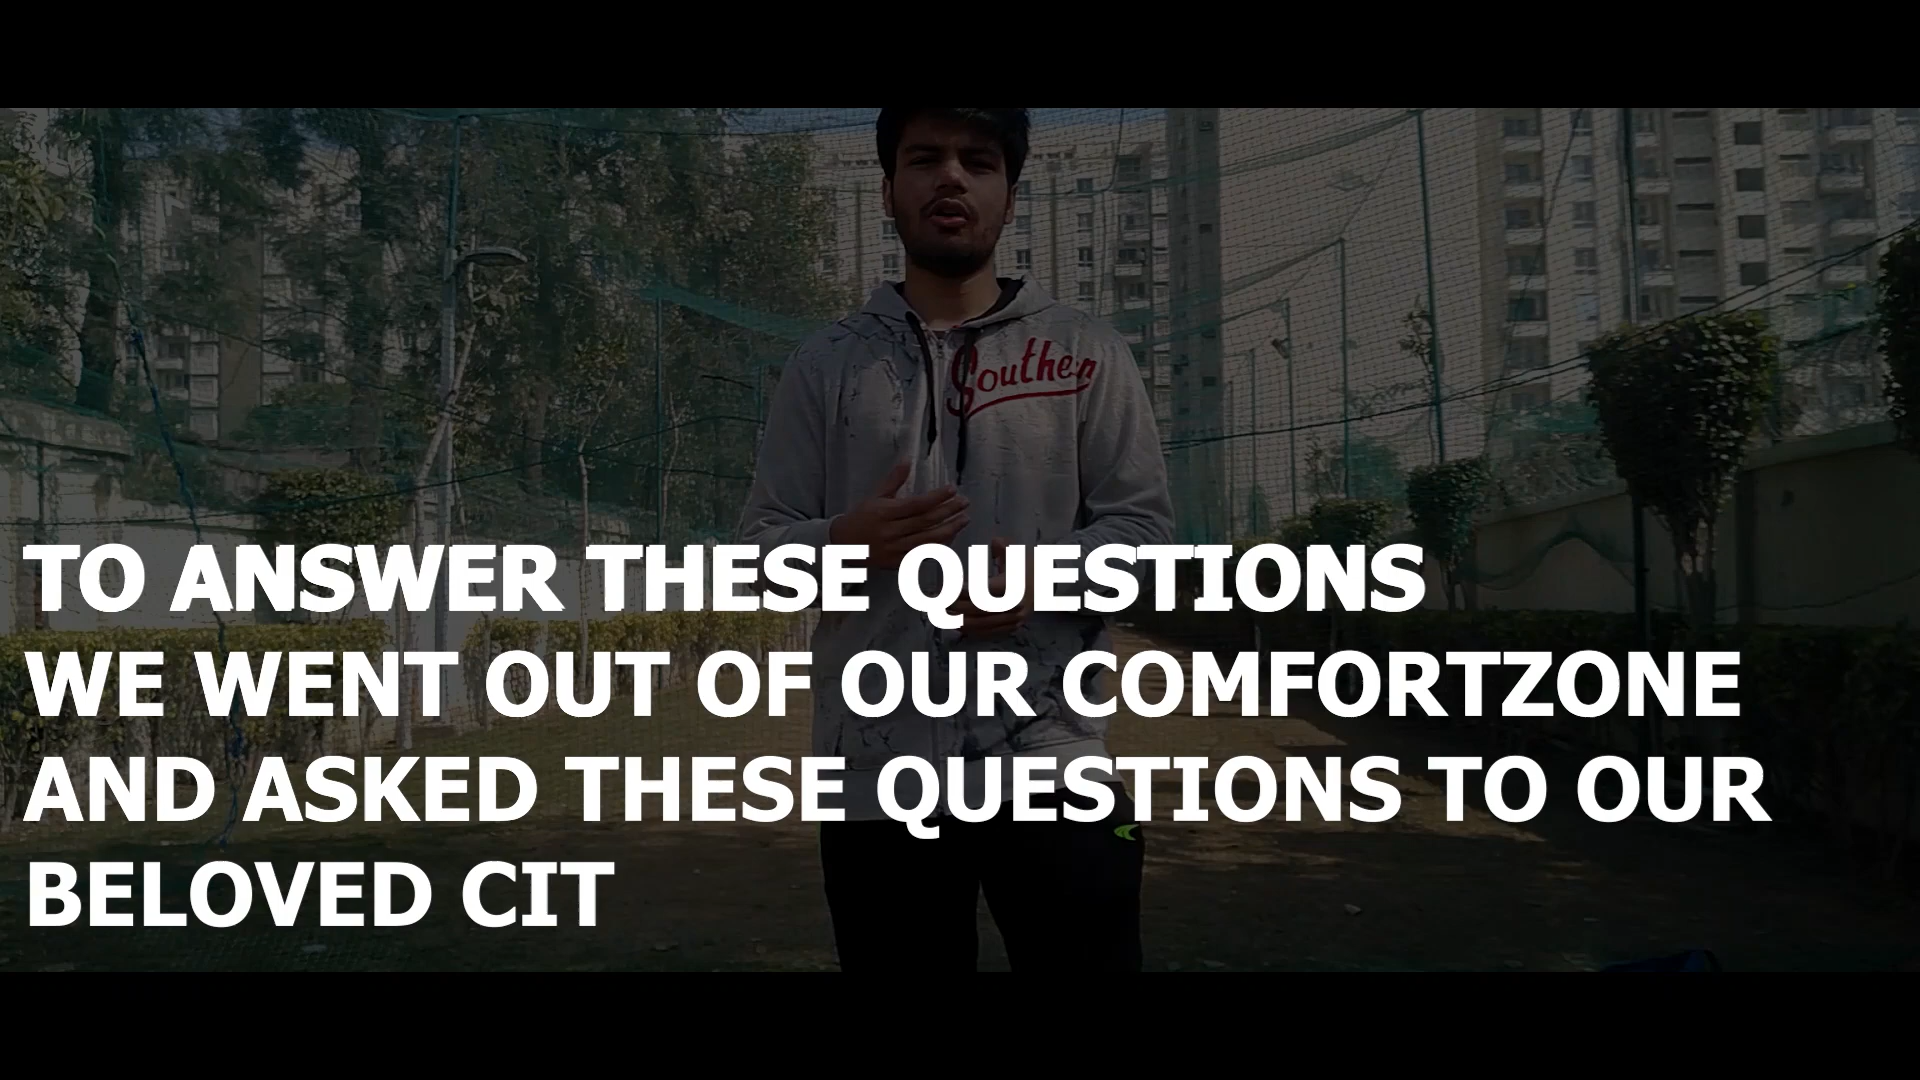 Southern
TO ANSWER THESE QUESTIONS
WE WENT OUT OF OUR COMFORTZONE
AND ASKED THESE QUESTIONS TO OUR
BELOVED CIT